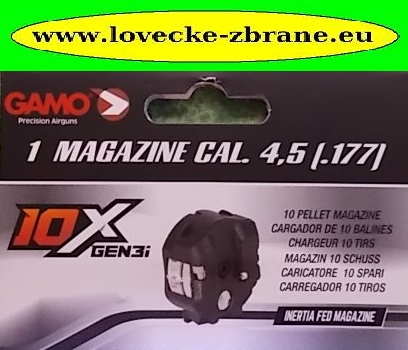 www.lovecke-zbrane.eu
GAMO
Precision Airguns
1 MAGAZINE CAL. 4,5 (.177)
10X
GEN3i
10 PELLET MAGAZINE
CARGADOR DE 10 BALINES
CHARGEUR 10 TIRS
MAGAZIN 10 SCHUSS
CARICATORE 10 SPARI
CARREGADOR 10 TIROS
INERTIA FED MAGAZINE